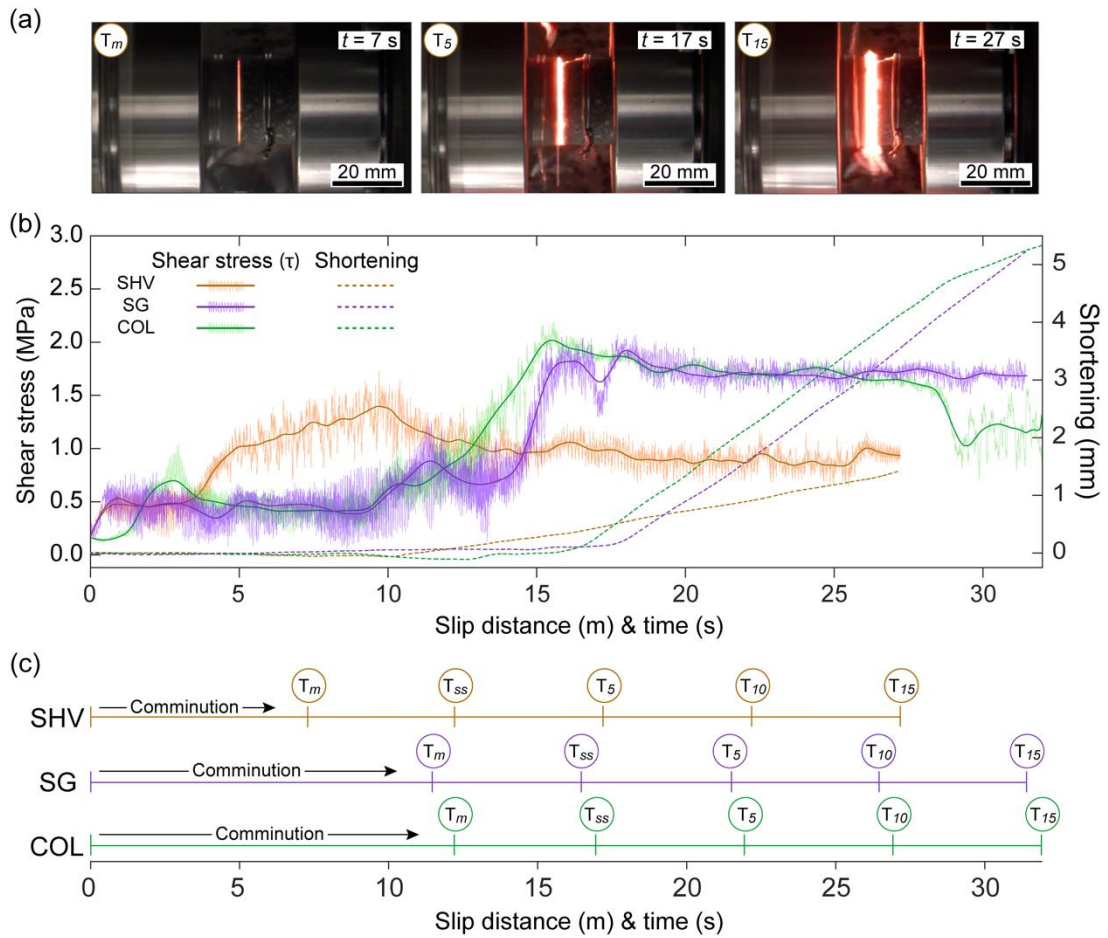 (a)
Tm t = 7 s 20 mm
T5 t = 17 s 20 mm
T15 t = 27 s 20 mm
(b)
Shear stress (τ) Shortening
SHV
SG
COL
Shear stress (MPa)
3.0
2.5
2.0
1.5
1.0
0.5
0.0
Shortening (mm)
5
4
3
2
1
0
0 5 10 15 20 25 30
Slip distance (m) & time (s)
(c)
Tm Tss T5 T10 T15
SHV Comminution
Tm Tss T5 T10 T15
SG Comminution
Tm Tss T5 T10 T15
COL Comminution
0 5 10 15 20 25 30
Slip distance (m) & time (s)